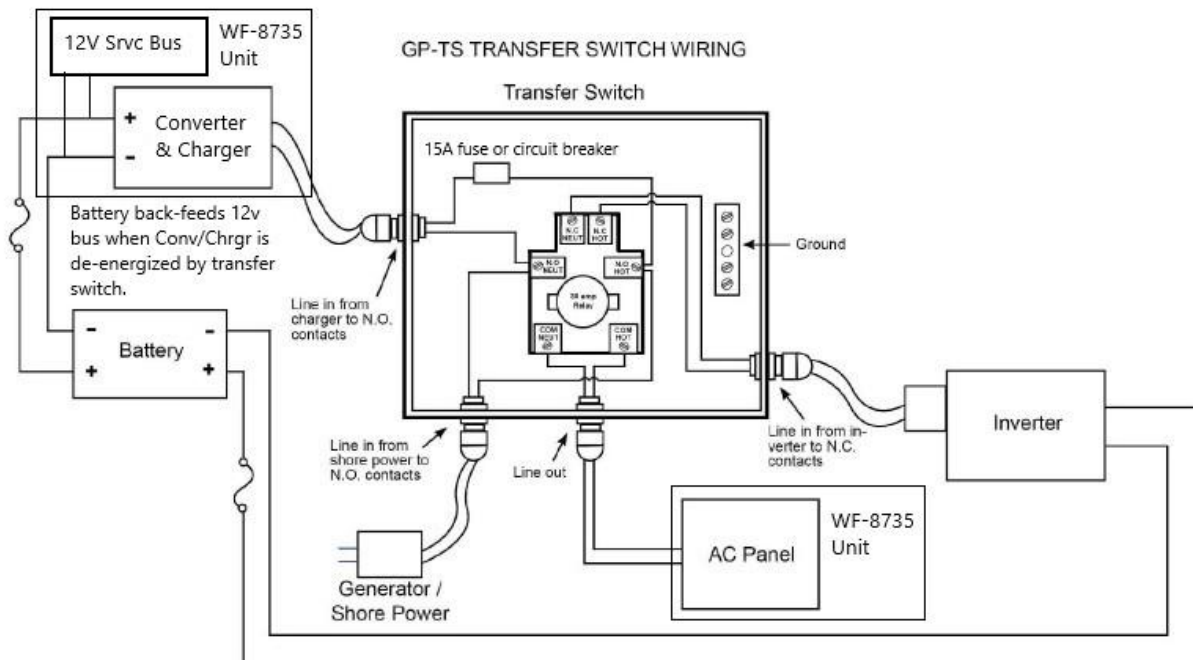 12V Srvc Bus
WF-8735
Unit
Converter
& Charger
+
-
Battery back-feeds 12v
bus when Conv/Chrgr is
de-energized by transfer
switch.
GP-TS TRANSFER SWITCH WIRING
Transfer Switch
15A fuse or circuit breaker
N.C
NEUT
N.C
HOT
N.O
NEUT
N.O
HOT
30 amp
Relay
COM
NEUT
COM
HOT
Ground
Line in from
charger to N.O.
contacts
-
+
Battery
-
+
Line in from
shore power to
N.O. contacts
Line out
Line in from in-
verter to N.C.
contacts
Inverter
Generator /
Shore Power
AC Panel
WF-8735
Unit